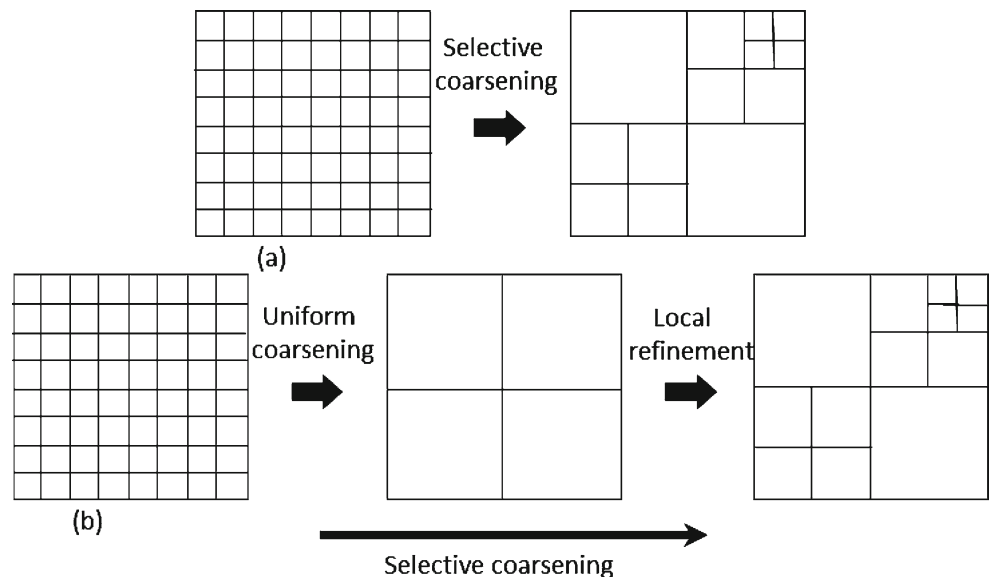 Selective
coarsening
(a)
Uniform
coarsening
Local
refinement
(b)
Selective coarsening